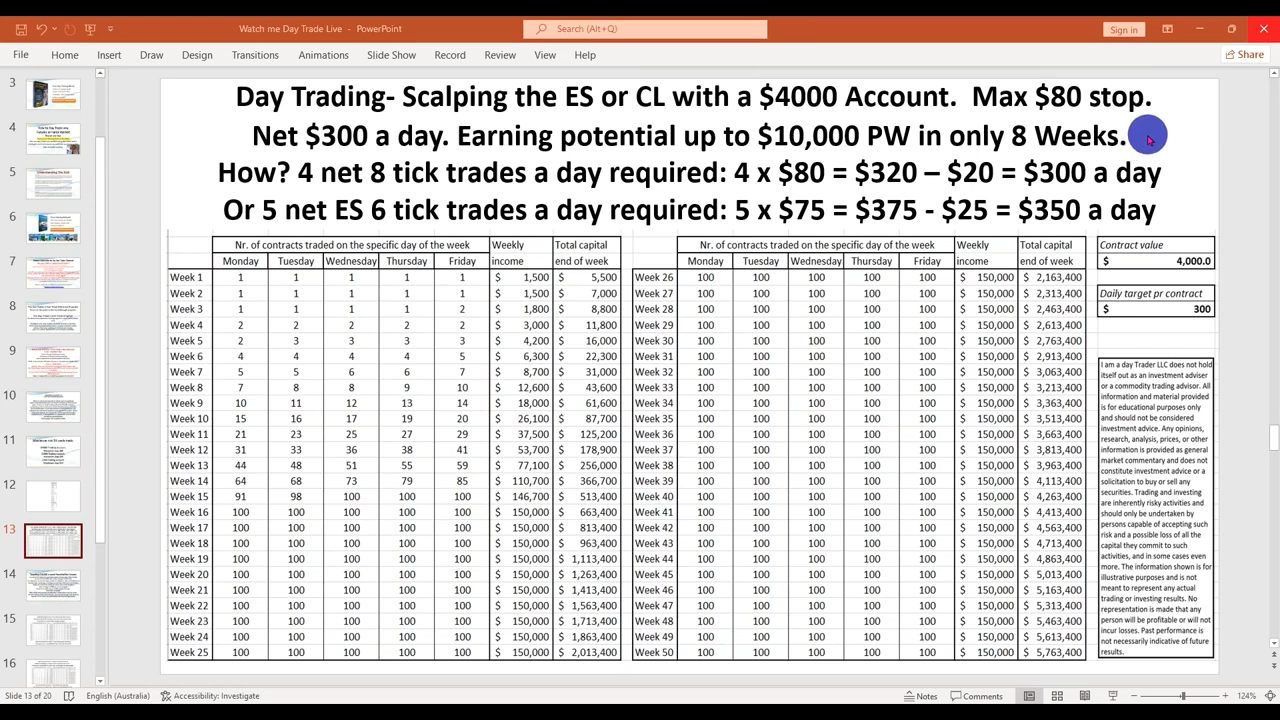 Watch me Day Trade Live - PowerPoint
Search (Alt+Q)
Sign in
File Home Insert Draw Design Transitions Animations Slide Show Record Review View Help Share
3
4
5
6
7
8
9
10
11
12
13
14
15
16
Day Trading- Scalping the ES or CL with a $4000 Account. Max $80 stop.
Net $300 a day. Earning potential up to $10,000 PW in only 8 Weeks.
How? 4 net 8 tick trades a day required: 4 x $80 = $320 – $20 = $300 a day
Or 5 net ES 6 tick trades a day required: 5 x $75 = $375 - $25 = $350 a day
Nr. of contracts traded on the specific day of the week Weekly Total capital
Monday Tuesday Wednesday Thursday Friday income end of week
Week 1 1 1 1 1 1 $ 1,500 $ 5,500
Week 2 1 1 1 1 1 $ 1,500 $ 7,000
Week 3 1 1 1 1 2 $ 1,800 $ 8,800
Week 4 2 2 2 2 2 $ 3,000 $ 11,800
Week 5 2 3 3 3 3 $ 4,200 $ 16,000
Week 6 4 4 4 4 5 $ 6,300 $ 22,300
Week 7 5 5 6 6 7 $ 8,700 $ 31,000
Week 8 7 8 8 9 10 $ 12,600 $ 43,600
Week 9 10 11 12 13 14 $ 18,000 $ 61,600
Week 10 15 16 17 19 20 $ 26,100 $ 87,700
Week 11 21 23 25 27 29 $ 37,500 $ 125,200
Week 12 31 33 36 38 41 $ 53,700 $ 178,900
Week 13 44 48 51 55 59 $ 77,100 $ 256,000
Week 14 64 68 73 79 85 $ 110,700 $ 366,700
Week 15 91 98 100 100 100 $ 146,700 $ 513,400
Week 16 100 100 100 100 100 $ 150,000 $ 663,400
Week 17 100 100 100 100 100 $ 150,000 $ 813,400
Week 18 100 100 100 100 100 $ 150,000 $ 963,400
Week 19 100 100 100 100 100 $ 150,000 $ 1,113,400
Week 20 100 100 100 100 100 $ 150,000 $ 1,263,400
Week 21 100 100 100 100 100 $ 150,000 $ 1,413,400
Week 22 100 100 100 100 100 $ 150,000 $ 1,563,400
Week 23 100 100 100 100 100 $ 150,000 $ 1,713,400
Week 24 100 100 100 100 100 $ 150,000 $ 1,863,400
Week 25 100 100 100 100 100 $ 150,000 $ 2,013,400
Nr. of contracts traded on the specific day of the week Weekly Total capital
Monday Tuesday Wednesday Thursday Friday income end of week
Week 26 100 100 100 100 100 $ 150,000 $ 2,163,400
Week 27 100 100 100 100 100 $ 150,000 $ 2,313,400
Week 28 100 100 100 100 100 $ 150,000 $ 2,463,400
Week 29 100 100 100 100 100 $ 150,000 $ 2,613,400
Week 30 100 100 100 100 100 $ 150,000 $ 2,763,400
Week 31 100 100 100 100 100 $ 150,000 $ 2,913,400
Week 32 100 100 100 100 100 $ 150,000 $ 3,063,400
Week 33 100 100 100 100 100 $ 150,000 $ 3,213,400
Week 34 100 100 100 100 100 $ 150,000 $ 3,363,400
Week 35 100 100 100 100 100 $ 150,000 $ 3,513,400
Week 36 100 100 100 100 100 $ 150,000 $ 3,663,400
Week 37 100 100 100 100 100 $ 150,000 $ 3,813,400
Week 38 100 100 100 100 100 $ 150,000 $ 3,963,400
Week 39 100 100 100 100 100 $ 150,000 $ 4,113,400
Week 40 100 100 100 100 100 $ 150,000 $ 4,263,400
Week 41 100 100 100 100 100 $ 150,000 $ 4,413,400
Week 42 100 100 100 100 100 $ 150,000 $ 4,563,400
Week 43 100 100 100 100 100 $ 150,000 $ 4,713,400
Week 44 100 100 100 100 100 $ 150,000 $ 4,863,400
Week 45 100 100 100 100 100 $ 150,000 $ 5,013,400
Week 46 100 100 100 100 100 $ 150,000 $ 5,163,400
Week 47 100 100 100 100 100 $ 150,000 $ 5,313,400
Week 48 100 100 100 100 100 $ 150,000 $ 5,463,400
Week 49 100 100 100 100 100 $ 150,000 $ 5,613,400
Week 50 100 100 100 100 100 $ 150,000 $ 5,763,400
Contract value
$ 4,000.0
Daily target pr contract
$ 300
I am a day Trader LLC does not hold
itself out as an investment adviser
or a commodity trading advisor. All
information and material provided
is for educational purposes only
and should not be considered
investment advice. Any opinions,
research, analysis, prices, or other
information is provided as general
market commentary and does not
constitute investment advice or a
solicitation to buy or sell any
securities. Trading and investing
are inherently risky activities and
should only be undertaken by
persons capable of accepting such
risk and a possible loss of all the
capital they commit to such
activities, and in some cases even
more. The information shown is for
illustrative purposes and is not
meant to represent any actual
trading or investing results. No
representation is made that any
person will be profitable or will not
incur losses. Past performance is
not necessarily indicative of future
results.
Slide 13 of 20 English (Australia) Accessibility: Investigate Notes Comments 124%